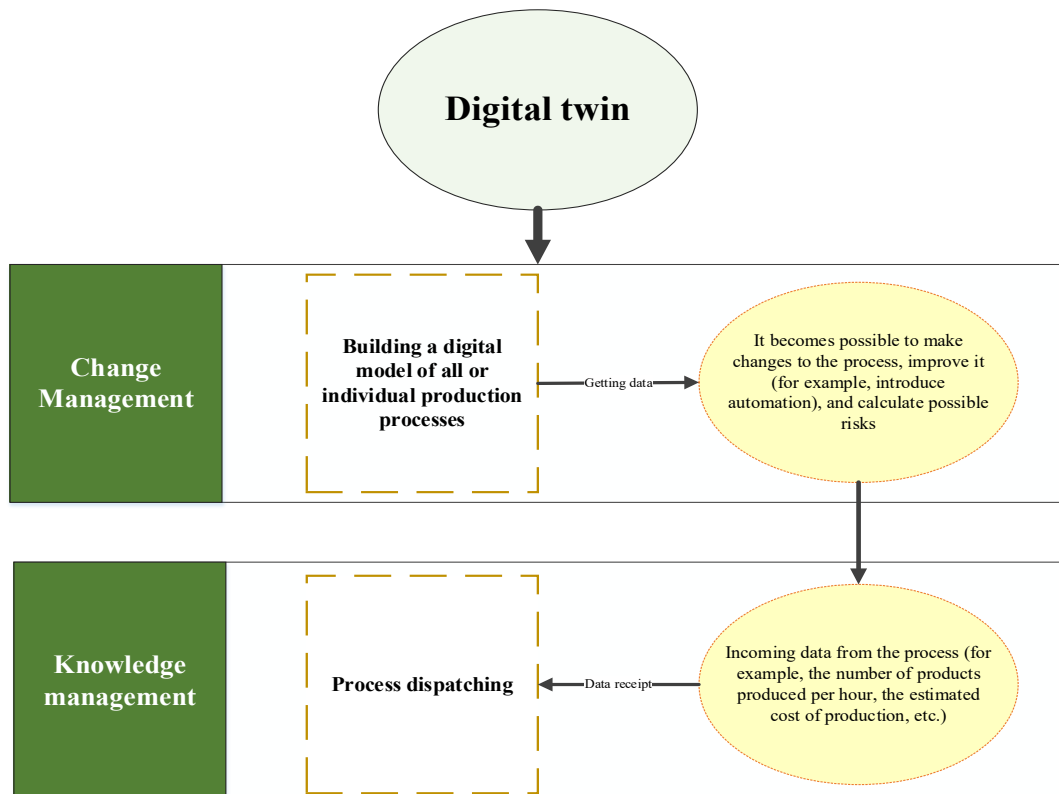 Digital twin
Change
Management
Building a digital
model of all or
individual production
processes
Getting data
It becomes possible to make
changes to the process, improve it
(for example, introduce
automation), and calculate possible
risks
Knowledge
management
Process dispatching
Data receipt
Incoming data from the process (for
example, the number of products
produced per hour, the estimated
cost of production, etc.)